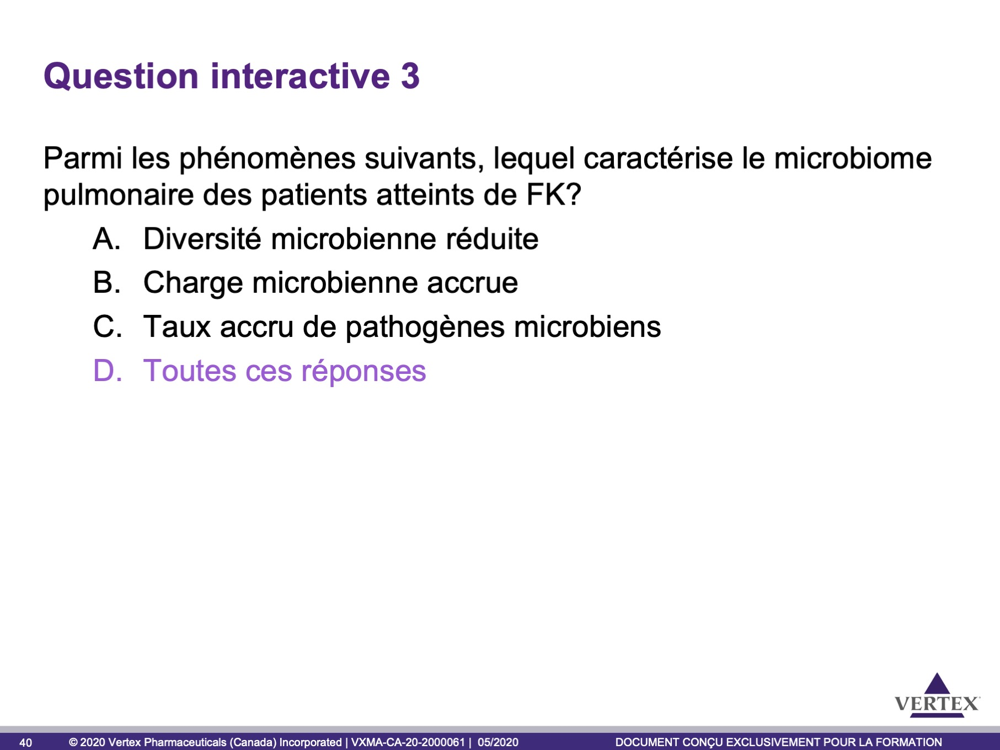 Question interactive 3
Parmi les phénomènes suivants, lequel caractérise le microbiome
pulmonaire des patients atteints de FK?
A. Diversité microbienne réduite
B. Charge microbienne accrue
C. Taux accru de pathogènes microbiens
D. Toutes ces réponses
VERTEX
40 © 2020 Vertex Pharmaceuticals (Canada) Incorporated | VXMA-CA-20-2000061 | 05/2020 DOCUMENT CONÇU EXCLUSIVEMENT POUR LA FORMATION